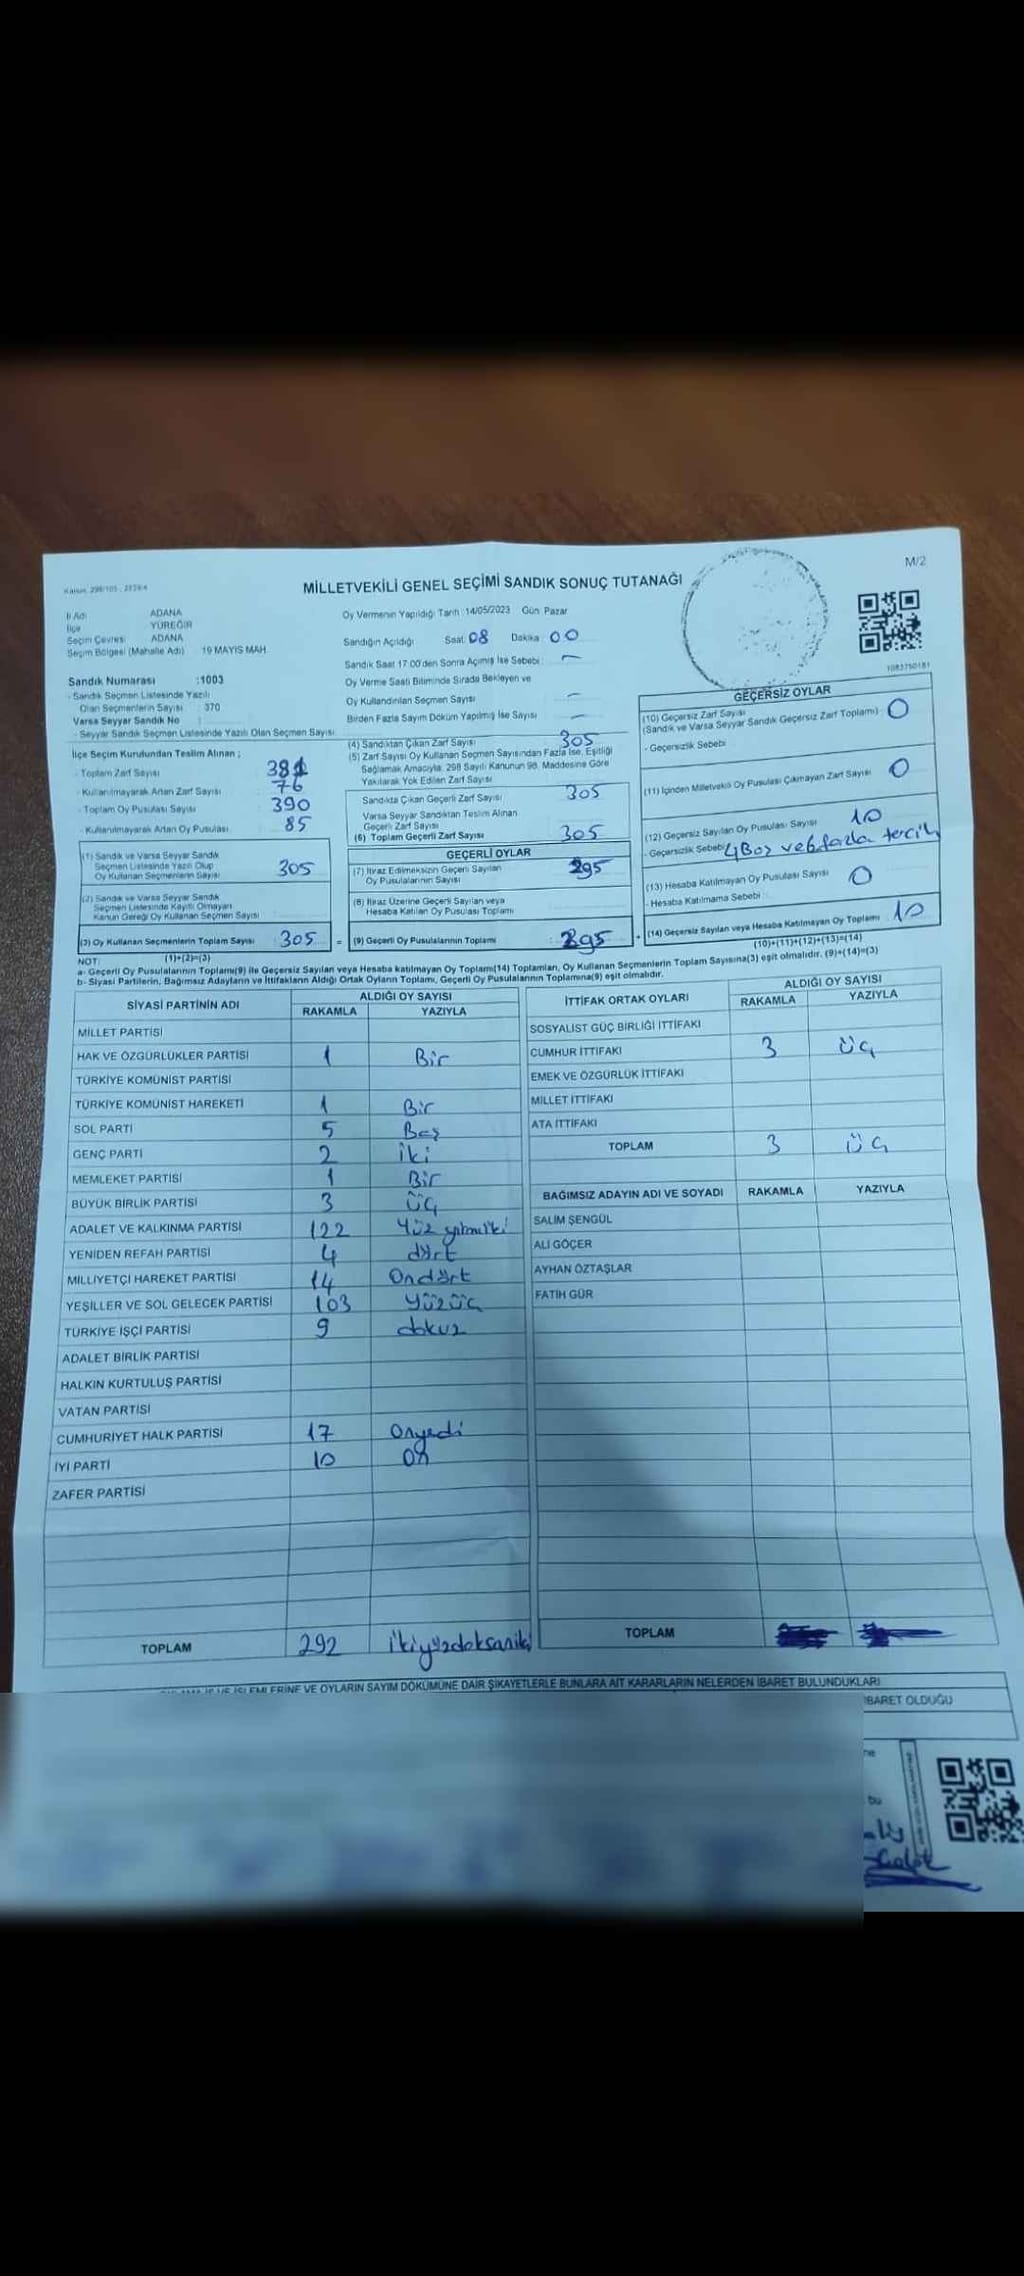 Kanun: 298/105, 2839/4
MİLLETVEKİLİ GENEL SEÇİMİ SANDIK SONUÇ TUTANAĞI
M/2
İl Adı ADANA
İlçe YÜREĞİR
Seçim Çevresi ADANA
Seçim Bölgesi (Mahalle Adı) 19 MAYIS MAH.
Oy Vermenin Yapıldığı Tarih :14/05/2023 Gün: Pazar
Sandığın Açıldığı Saat: 08 Dakika: 00
Sandık Saat 17:00'den Sonra Açımış İse Sebebi : -
Oy Verme Saati Bitiminde Sırada Bekleyen ve
Oy Kullandırılan Seçmen Sayısı -
Birden Fazla Sayım Döküm Yapılmış İse Sayısı -
1083750181
Sandık Numarası :1003
- Sandık Seçmen Listesinde Yazılı
Olan Seçmenlerin Sayısı : 370
Varsa Seyyar Sandık No :
- Seyyar Sandık Seçmen Listesinde Yazılı Olan Seçmen Sayısı
İlçe Seçim Kurulundan Teslim Alınan ;
- Toplam Zarf Sayısı 381
- Kullanılmayarak Artan Zarf Sayısı : 76
- Toplam Oy Pusulası Sayısı : 390
- Kullanılmayarak Artan Oy Pusulası : 85
(1) Sandık ve Varsa Seyyar Sandık
Seçmen Listesinde Yazılı Olup
Oy Kullanan Seçmenlerin Sayısı 305
(2) Sandık ve Varsa Seyyar Sandık
Seçmen Listesinde Kayıtlı Olmayan
Kanun Gereği Oy Kullanan Seçmen Sayısı
(3) Oy Kullanan Seçmenlerin Toplam Sayısı 305
(1)+(2)=(3)
(4) Sandıktan Çıkan Zarf Sayısı 305
(5) Zarf Sayısı Oy Kullanan Seçmen Sayısından Fazla İse, Eşitliği
Sağlamak Amacıyla, 298 Sayılı Kanunun 98. Maddesine Göre
Yakılarak Yok Edilen Zarf Sayısı
Sandıkta Çıkan Geçerli Zarf Sayısı 305
Varsa Seyyar Sandıktan Teslim Alınan
Geçerli Zarf Sayısı
(6) Toplam Geçerli Zarf Sayısı 305
GEÇERLİ OYLAR
(7) İtiraz Edilmeksizin Geçerli Sayılan
Oy Pusulalarının Sayısı 295
(8) İtiraz Üzerine Geçerli Sayılan veya
Hesaba Katılan Oy Pusulası Toplamı
= (9) Geçerli Oy Pusulalarının Toplamı 295 +
GEÇERSİZ OYLAR
(10) Geçersiz Zarf Sayısı
(Sandık ve Varsa Seyyar Sandık Geçersiz Zarf Toplamı) : 0
- Geçersizlik Sebebi
(11) İçinden Milletvekili Oy Pusulası Çıkmayan Zarf Sayısı 0
(12) Geçersiz Sayılan Oy Pusulası Sayısı 10
- Geçersizlik Sebebi: 4 Boş ve 6 fazla tercih
(13) Hesaba Katılmayan Oy Pusulası Sayısı 0
- Hesaba Katılmama Sebebi :
(14) Geçersiz Sayılan veya Hesaba Katılmayan Oy Toplamı 10
(10)+(11)+(12)+(13)=(14)
NOT:
a- Geçerli Oy Pusulalarının Toplamı(9) ile Geçersiz Sayılan veya Hesaba katılmayan Oy Toplamı(14) Toplamları, Oy Kullanan Seçmenlerin Toplam Sayısına(3) eşit olmalıdır. (9)+(14)=(3)
b- Siyasi Partilerin, Bağımsız Adayların ve İttifakların Aldığı Ortak Oyların Toplamı, Geçerli Oy Pusulalarının Toplamına(9) eşit olmalıdır.
SİYASİ PARTİNİN ADI ALDIĞI OY SAYISI
RAKAMLA YAZIYLA
MİLLET PARTİSİ
HAK VE ÖZGÜRLÜKLER PARTİSİ 1 Bir
TÜRKİYE KOMÜNİST PARTİSİ
TÜRKİYE KOMÜNİST HAREKETİ 1 Bir
SOL PARTİ 5 Beş
GENÇ PARTİ 2 iki
MEMLEKET PARTİSİ 1 Bir
BÜYÜK BİRLİK PARTİSİ 3 üç
ADALET VE KALKINMA PARTİSİ 122 Yüz yirmiiki
YENİDEN REFAH PARTİSİ 4 dört
MİLLİYETÇİ HAREKET PARTİSİ 14 Ondört
YEŞİLLER VE SOL GELECEK PARTİSİ 103 Yüzüç
TÜRKİYE İŞÇİ PARTİSİ 9 dokuz
ADALET BİRLİK PARTİSİ
HALKIN KURTULUŞ PARTİSİ
VATAN PARTİSİ
CUMHURİYET HALK PARTİSİ 17 Onyedi
İYİ PARTİ 10 On
ZAFER PARTİSİ
TOPLAM 292 ikiyüzdoksaniki
İTTİFAK ORTAK OYLARI ALDIĞI OY SAYISI
RAKAMLA YAZIYLA
SOSYALİST GÜÇ BİRLİĞİ İTTİFAKI
CUMHUR İTTİFAKI 3 üç
EMEK VE ÖZGÜRLÜK İTTİFAKI
MİLLET İTTİFAKI
ATA İTTİFAKI
TOPLAM 3 üç
BAĞIMSIZ ADAYIN ADI VE SOYADI RAKAMLA YAZIYLA
SALİM ŞENGÜL
ALİ GÖÇER
AYHAN ÖZTAŞLAR
FATİH GÜR
TOPLAM
İŞLEMLERİNE VE OYLARIN SAYIM DÖKÜMÜNE DAİR ŞİKAYETLERLE BUNLARA AİT KARARLARIN NELERDEN İBARET BULUNDUKLARI
İBARET OLDUĞU
ne
bu